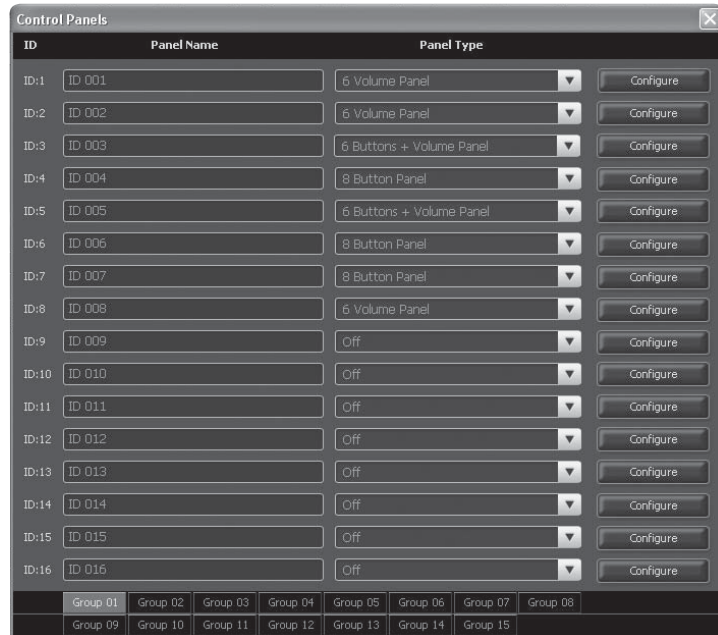 Control Panels
ID Panel Name Panel Type
ID:1 ID 001 6 Volume Panel Configure
ID:2 ID 002 6 Volume Panel Configure
ID:3 ID 003 6 Buttons + Volume Panel Configure
ID:4 ID 004 8 Button Panel Configure
ID:5 ID 005 6 Buttons + Volume Panel Configure
ID:6 ID 006 8 Button Panel Configure
ID:7 ID 007 8 Button Panel Configure
ID:8 ID 008 6 Volume Panel Configure
ID:9 ID 009 Off Configure
ID:10 ID 010 Off Configure
ID:11 ID 011 Off Configure
ID:12 ID 012 Off Configure
ID:13 ID 013 Off Configure
ID:14 ID 014 Off Configure
ID:15 ID 015 Off Configure
ID:16 ID 016 Off Configure
Group 01 Group 02 Group 03 Group 04 Group 05 Group 06 Group 07 Group 08
Group 09 Group 10 Group 11 Group 12 Group 13 Group 14 Group 15